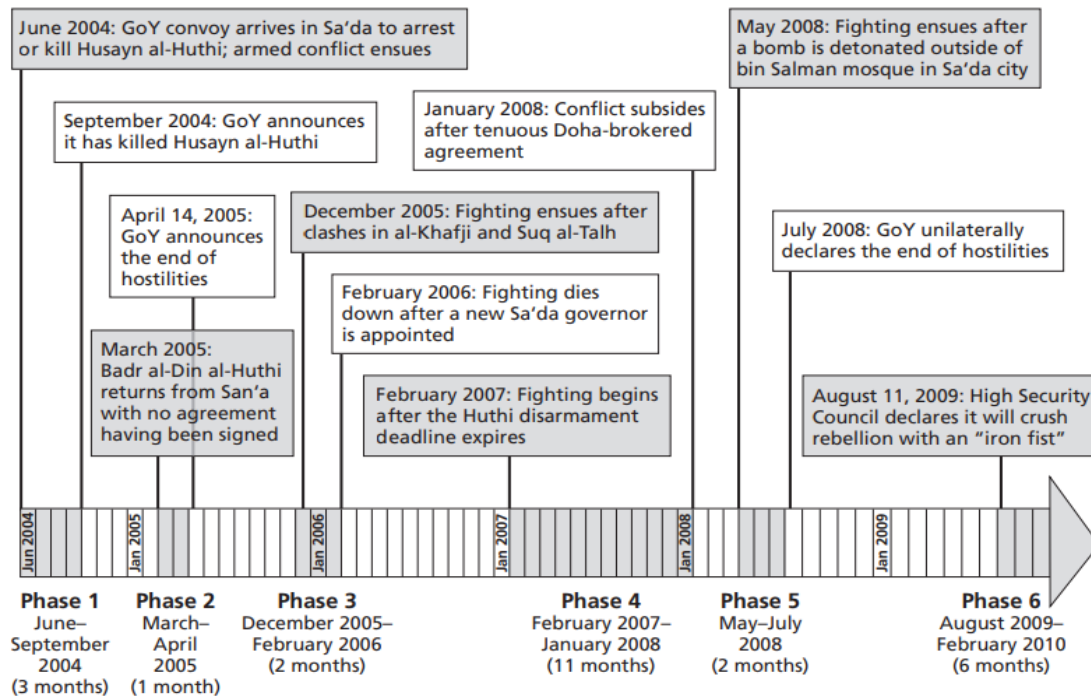 June 2004: GoY convoy arrives in Sa‘da to arrest
or kill Husayn al-Huthi; armed conflict ensues
September 2004: GoY announces
it has killed Husayn al-Huthi
April 14, 2005:
GoY announces
the end of
hostilities
March 2005:
Badr al-Din al-Huthi
returns from San‘a
with no agreement
having been signed
December 2005: Fighting ensues after
clashes in al-Khafji and Suq al-Talh
February 2006: Fighting dies
down after a new Sa‘da governor
is appointed
February 2007: Fighting begins
after the Huthi disarmament
deadline expires
January 2008: Conflict subsides
after tenuous Doha-brokered
agreement
May 2008: Fighting ensues after
a bomb is detonated outside of
bin Salman mosque in Sa‘da city
July 2008: GoY unilaterally
declares the end of hostilities
August 11, 2009: High Security
Council declares it will crush
rebellion with an “iron fist”
Jun 2004
Jan 2005
Jan 2006
Jan 2007
Jan 2008
Jan 2009
Phase 1
June–
September
2004
(3 months)
Phase 2
March–
April
2005
(1 month)
Phase 3
December 2005–
February 2006
(2 months)
Phase 4
February 2007–
January 2008
(11 months)
Phase 5
May–July
2008
(2 months)
Phase 6
August 2009–
February 2010
(6 months)